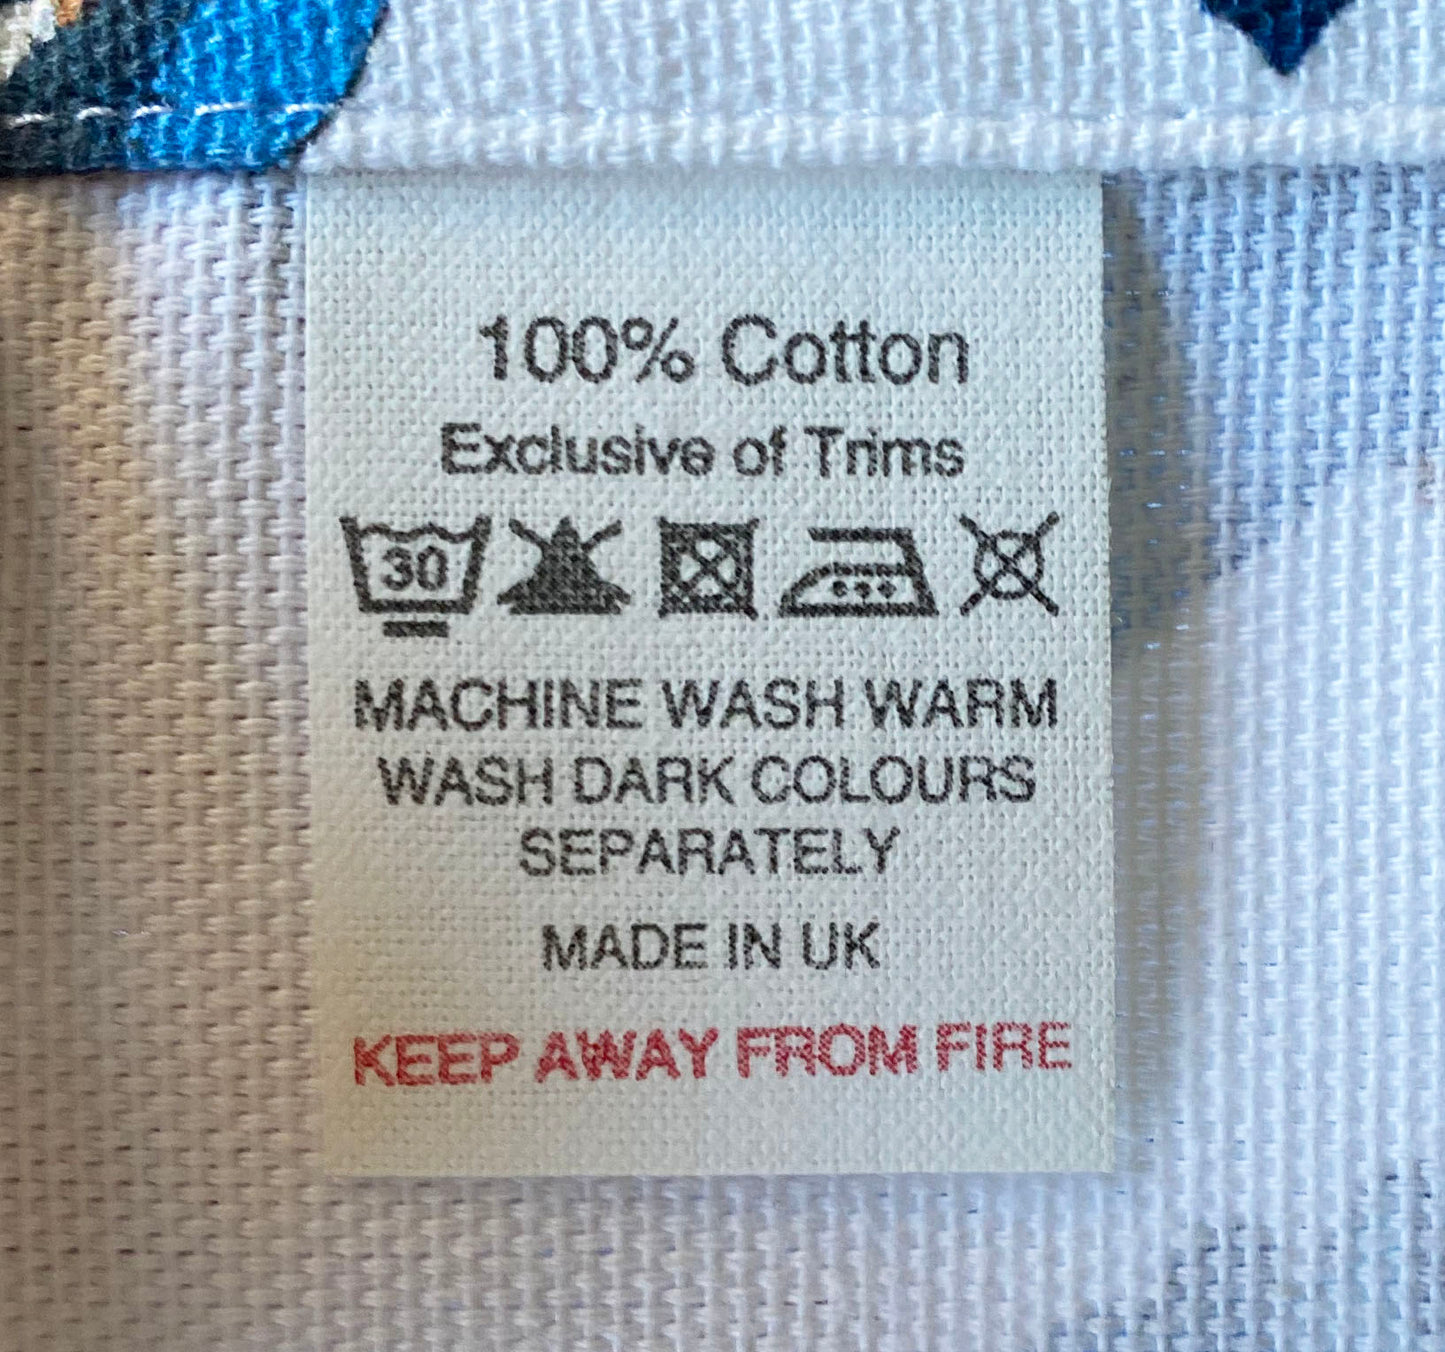 100% Cotton
Exclusive of Trims
30
MACHINE WASH WARM
WASH DARK COLOURS
SEPARATELY
MADE IN UK
KEEP AWAY FROM FIRE